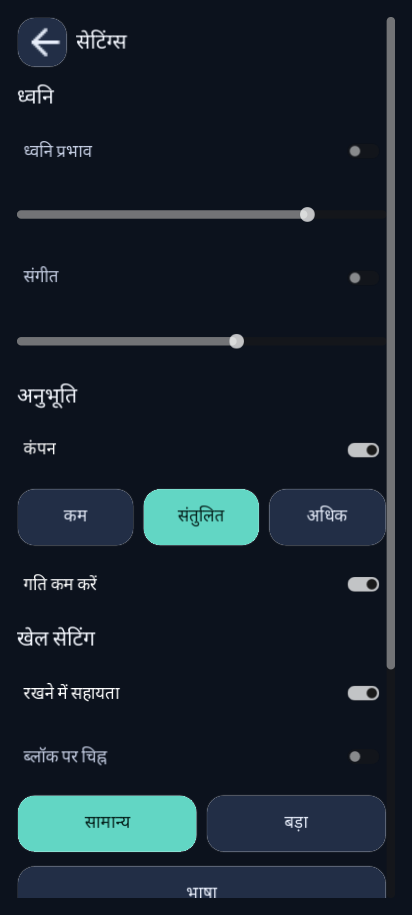 सेटिंग्स
ध्वनि
ध्वनि प्रभाव
संगीत
अनुभूति
कंपन
कम संतुलित अधिक
गति कम करें
खेल सेटिंग
रखने में सहायता
ब्लॉक पर चिह्न
सामान्य बड़ा
भाषा